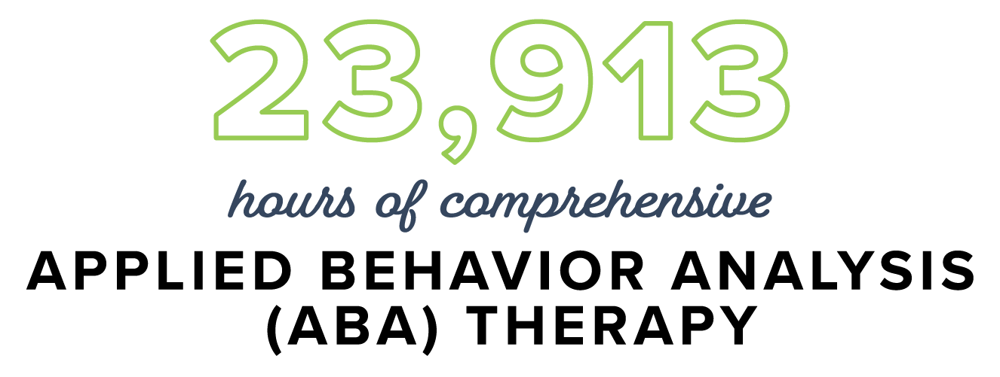 23,913
hours of comprehensive
APPLIED BEHAVIOR ANALYSIS
(ABA) THERAPY